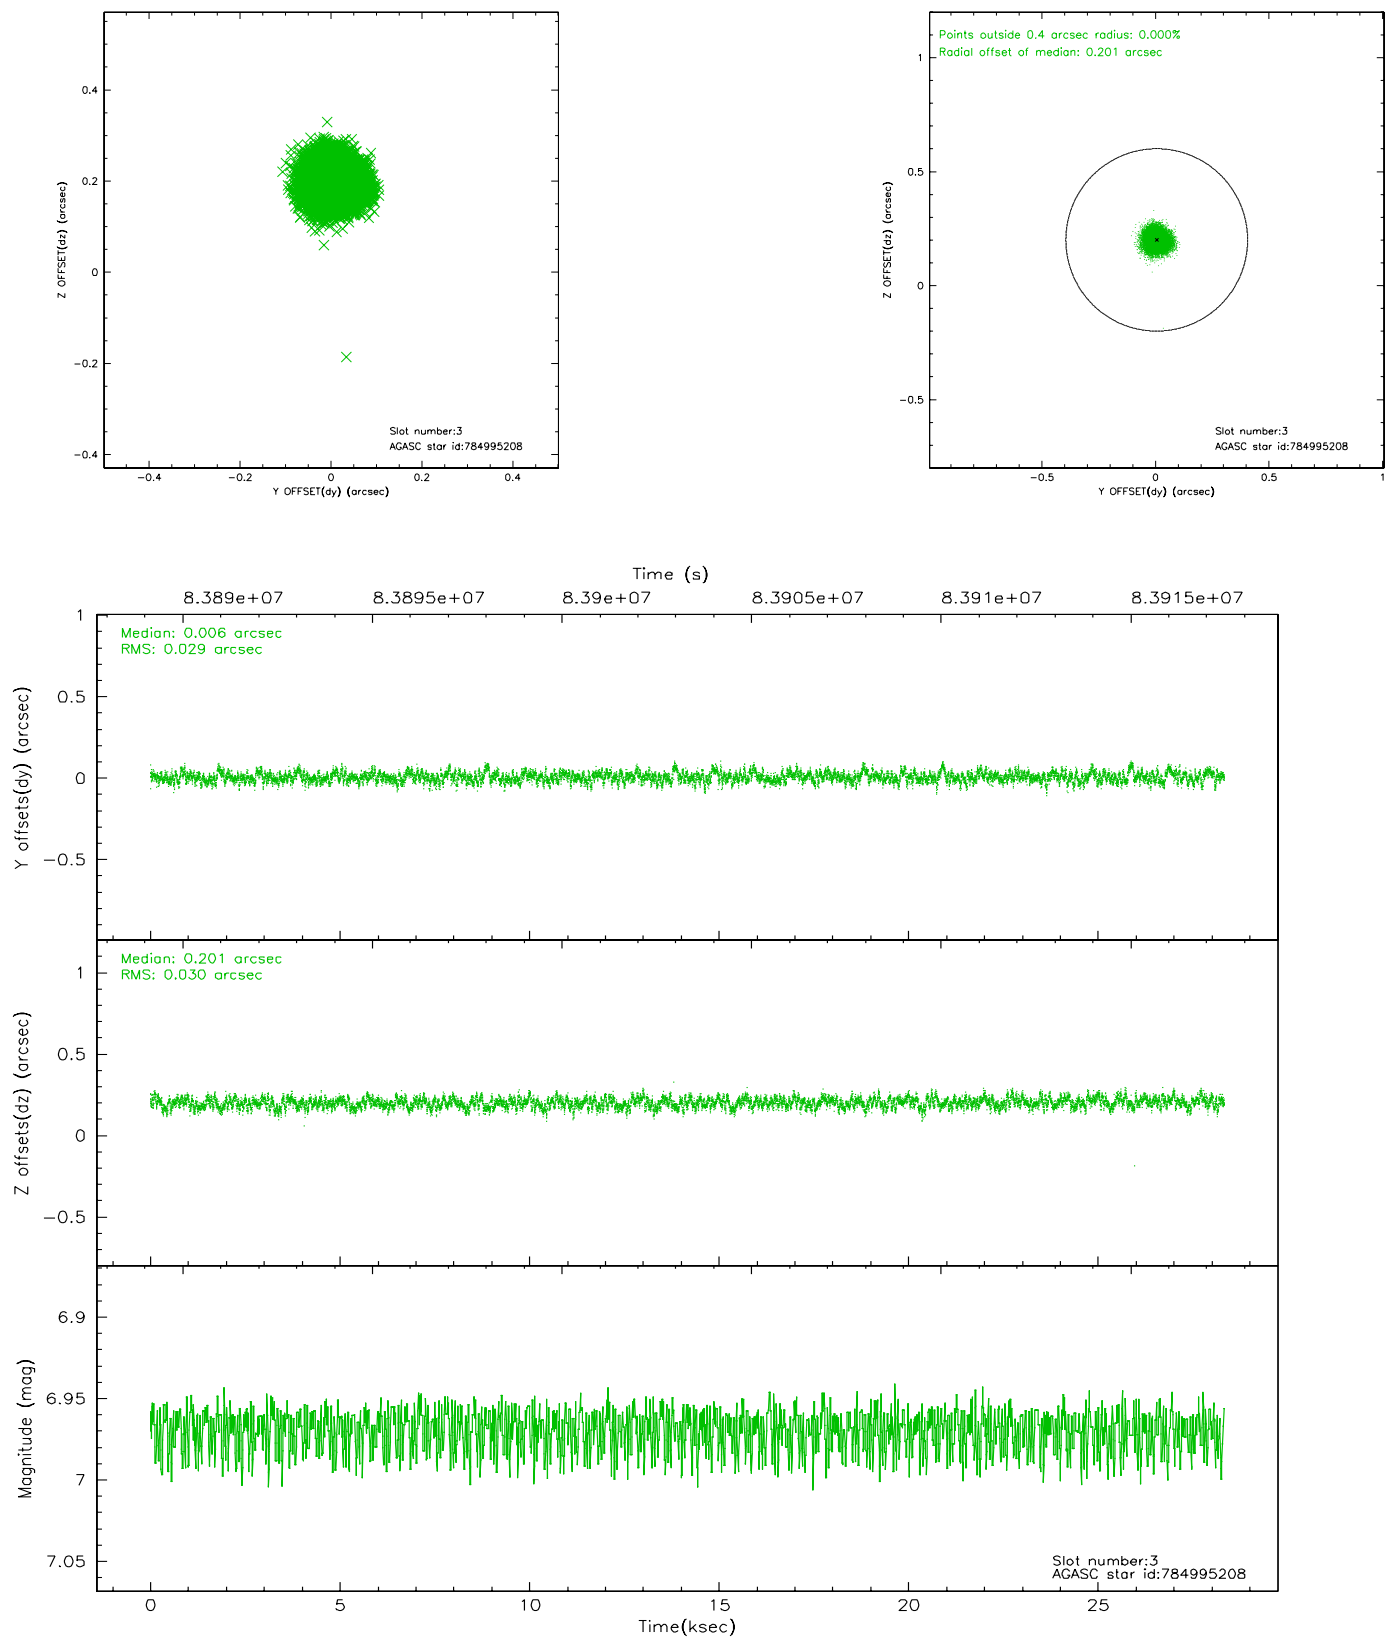 0.4
0.2
0
−0.2
−0.4
Z OFFSET(dz) (arcsec)
Slot number:3
AGASC star id:784995208
−0.4 −0.2 0 0.2 0.4
Y OFFSET(dy) (arcsec)
Points outside 0.4 arcsec radius: 0.000%
Radial offset of median: 0.201 arcsec
1
0.5
0
−0.5
Z OFFSET(dz) (arcsec)
Slot number:3
AGASC star id:784995208
−0.5 0 0.5 1
Y OFFSET(dy) (arcsec)
Time (s)
8.389e+07 8.3895e+07 8.39e+07 8.3905e+07 8.391e+07 8.3915e+07
Median: 0.006 arcsec
RMS: 0.029 arcsec
1
0.5
0
−0.5
Y offsets(dy) (arcsec)
Median: 0.201 arcsec
RMS: 0.030 arcsec
1
0.5
0
−0.5
Z offsets(dz) (arcsec)
6.9
6.95
7
7.05
Magnitude (mag)
Slot number:3
AGASC star id:784995208
0 5 10 15 20 25
Time(ksec)